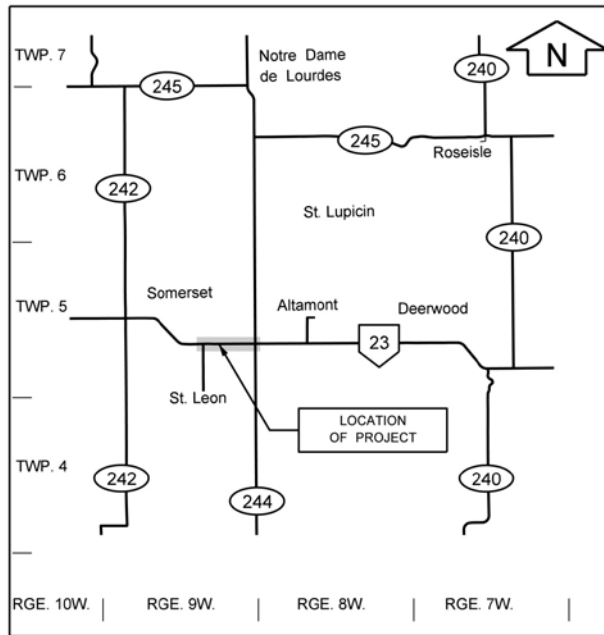 TWP. 7
Notre Dame
de Lourdes
240
N
245
245
Roseisle
TWP. 6
242
St. Lupicin
240
TWP. 5
Somerset
Altamont
Deerwood
23
St. Leon
LOCATION
OF PROJECT
TWP. 4
242
244
240
RGE. 10W.
RGE. 9W.
RGE. 8W.
RGE. 7W.